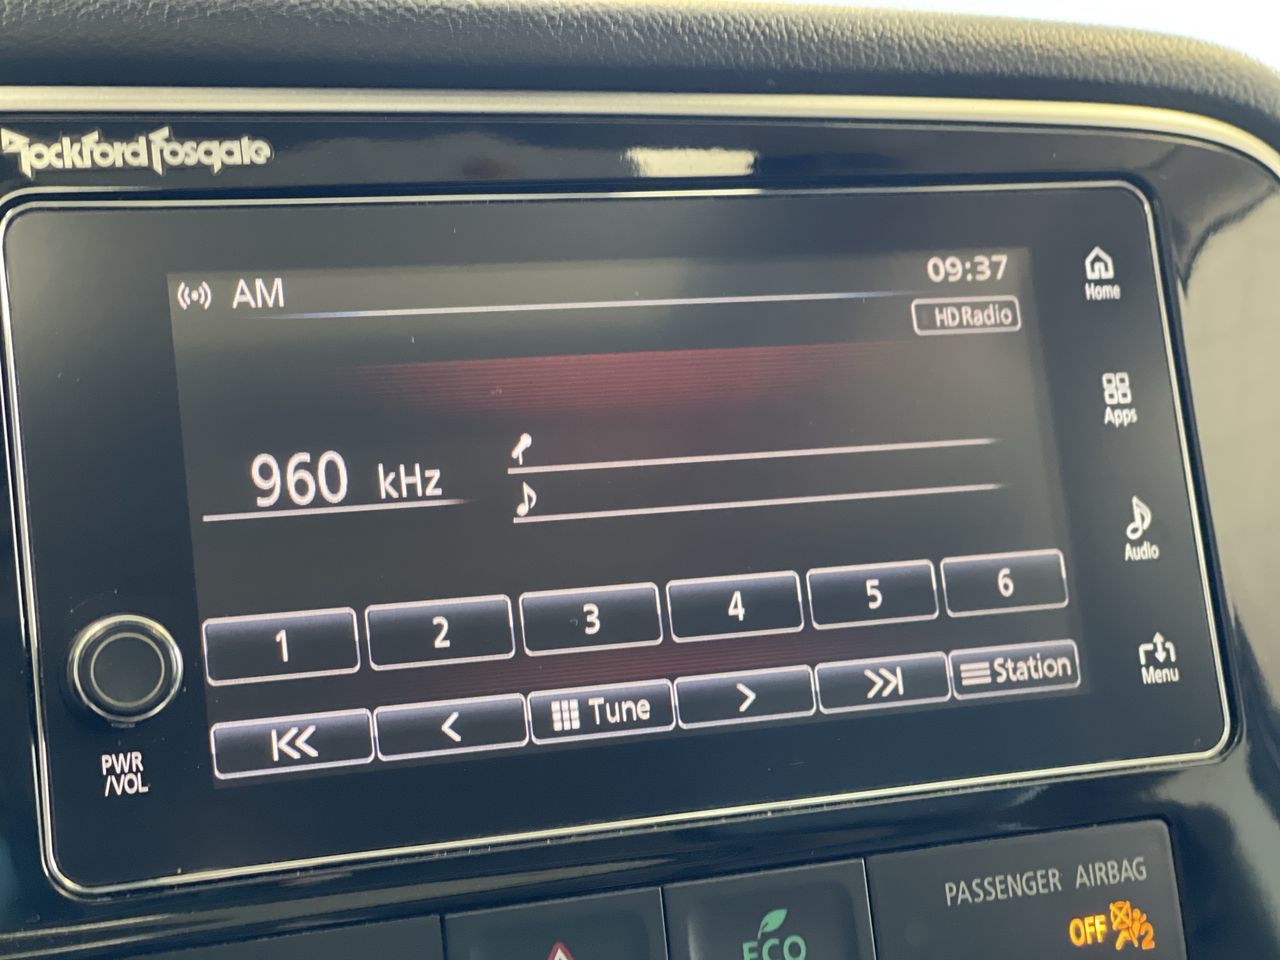 Rockford Fosgate
AM
09:37
HD Radio
960 kHz
1 2 3 4 5 6
Tune
Station
Home
Apps
Audio
Menu
PWR
/VOL
ECO
PASSENGER AIRBAG
OFF
2